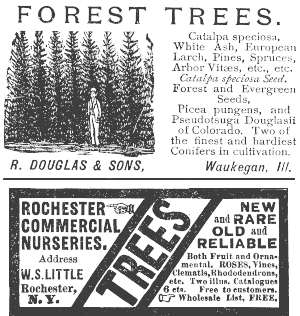 FOREST TREES.
Catalpa speciosa,
White Ash, European
Larch, Pines, Spruces,
Arbor Vitæs, etc., etc.
Catalpa speciosa Seed.
Forest and Evergreen
Seeds,
Picea pungens, and
Pseudotsuga Douglasii
of Colorado. Two of
the finest and hardiest
Conifers in cultivation.
R. DOUGLAS & SONS, Waukegan, Ill.
ROCHESTER
COMMERCIAL
NURSERIES.
Address
W.S. LITTLE
Rochester,
N. Y.
TREES
NEW
and RARE
OLD and
RELIABLE
Both Fruit and Orna-
mental, ROSES, Vines,
Clematis, Rhododendrons,
etc. Two illus. Catalogues
6 cts. Free to customers.
Wholesale List, FREE.